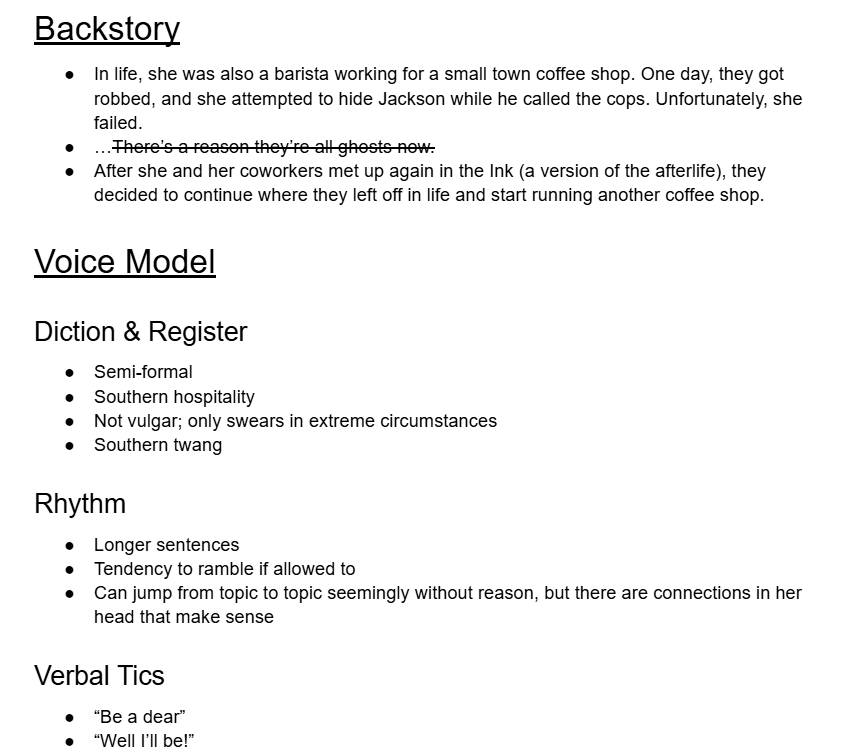 Backstory
● In life, she was also a barista working for a small town coffee shop. One day, they got
robbed, and she attempted to hide Jackson while he called the cops. Unfortunately, she
failed.
● …There’s a reason they’re all ghosts now.
● After she and her coworkers met up again in the Ink (a version of the afterlife), they
decided to continue where they left off in life and start running another coffee shop.
Voice Model
Diction & Register
● Semi-formal
● Southern hospitality
● Not vulgar; only swears in extreme circumstances
● Southern twang
Rhythm
● Longer sentences
● Tendency to ramble if allowed to
● Can jump from topic to topic seemingly without reason, but there are connections in her
head that make sense
Verbal Tics
● “Be a dear”
● “Well I’ll be!”